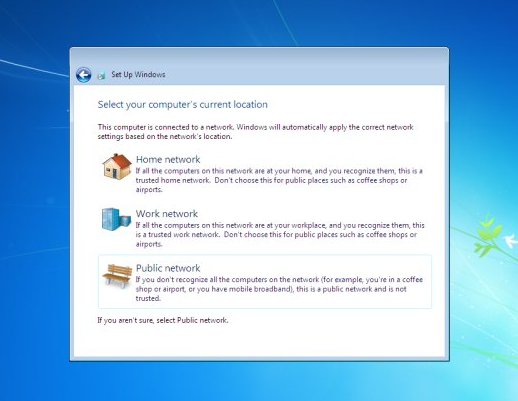 Set Up Windows
Select your computer's current location
This computer is connected to a network. Windows will automatically apply the correct network
settings based on the network's location.
Home network
If all the computers on this network are at your home, and you recognize them, this is a
trusted home network. Don't choose this for public places such as coffee shops or
airports.
Work network
If all the computers on this network are at your workplace, and you recognize them, this
is a trusted work network. Don't choose this for public places such as coffee shops or
airports.
Public network
If you don't recognize all the computers on the network (for example, you're in a coffee
shop or airport, or you have mobile broadband), this is a public network and is not
trusted.
If you aren't sure, select Public network.